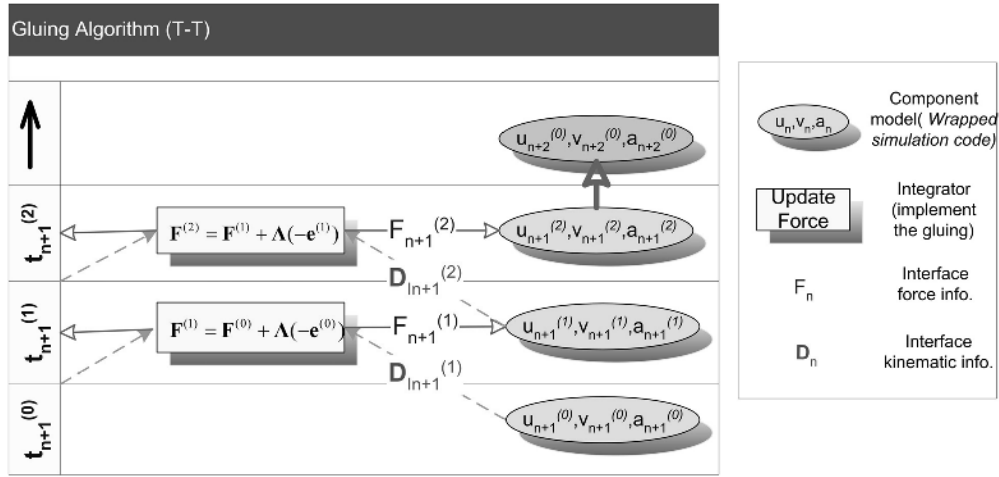 Gluing Algorithm (T-T)
u_{n+2}^{(0)},v_{n+2}^{(0)},a_{n+2}^{(0)}
t_{n+1}^{(2)}
F^{(2)} = F^{(1)} + Λ(-e^{(1)})
F_{n+1}^{(2)}
u_{n+1}^{(2)},v_{n+1}^{(2)},a_{n+1}^{(2)}
D_{In+1}^{(2)}
t_{n+1}^{(1)}
F^{(1)} = F^{(0)} + Λ(-e^{(0)})
F_{n+1}^{(1)}
u_{n+1}^{(1)},v_{n+1}^{(1)},a_{n+1}^{(1)}
D_{In+1}^{(1)}
t_{n+1}^{(0)}
u_{n+1}^{(0)},v_{n+1}^{(0)},a_{n+1}^{(0)}
u_n,v_n,a_n
Component
model( Wrapped
simulation code)
Update
Force
Integrator
(implement
the gluing)
F_n
Interface
force info.
D_n
Interface
kinematic info.